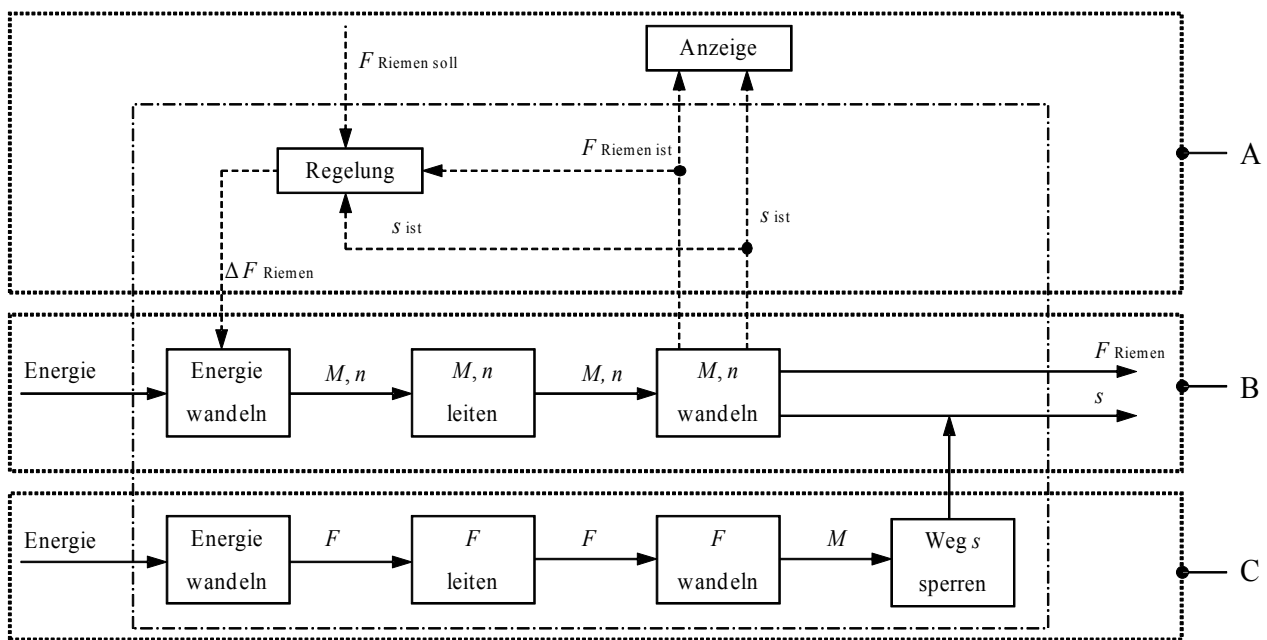 Anzeige
F Riemen soll
F Riemen ist
Regelung
A
s ist
s ist
Δ F Riemen
Energie
Energie
wandeln
M, n
M, n
leiten
M, n
M, n
wandeln
F Riemen
s
B
Energie
Energie
wandeln
F
F
leiten
F
F
wandeln
M
Weg s
sperren
C